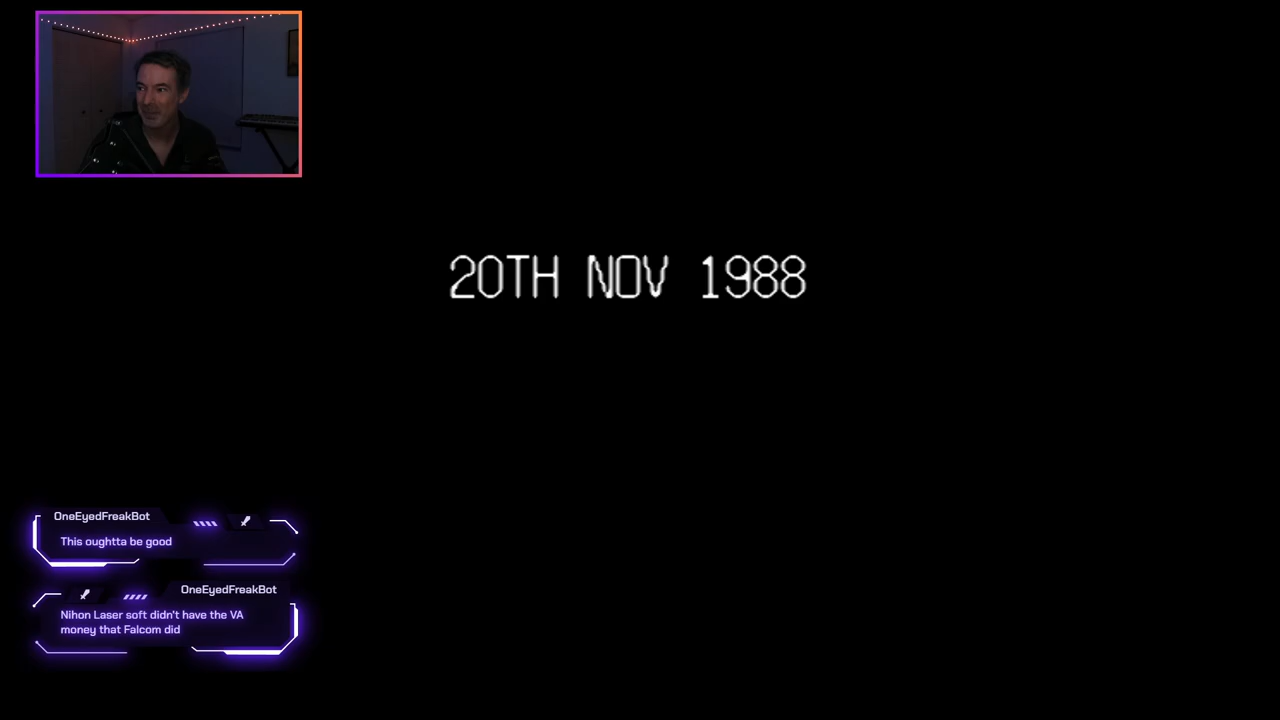 20TH NOV 1988
OneEyedFreakBot
This oughtta be good
OneEyedFreakBot
Nihon Laser soft didn't have the VA
money that Falcom did